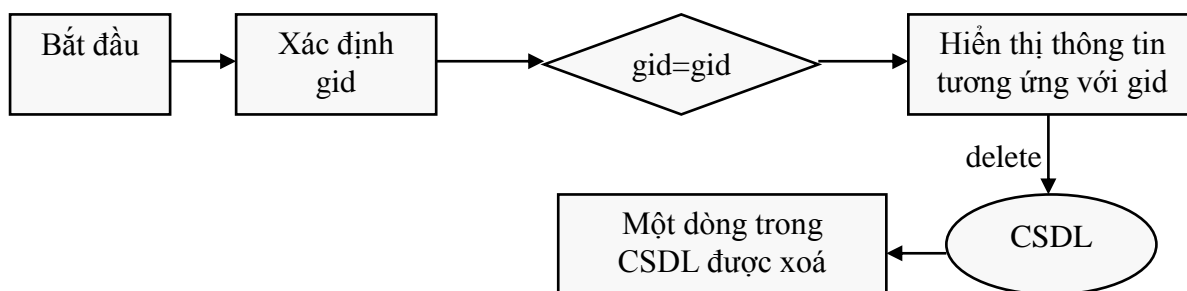 Bắt đầu
Xác định
gid
gid=gid
Hiển thị thông tin
tương ứng với gid
delete
Một dòng trong
CSDL được xoá
CSDL